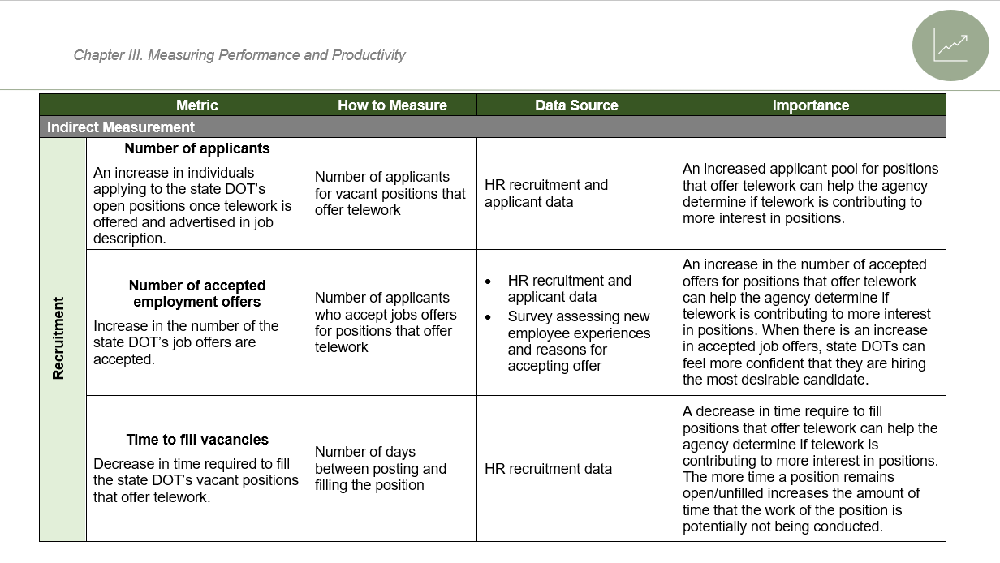 Chapter III. Measuring Performance and Productivity
Metric
How to Measure
Data Source
Importance
Indirect Measurement
Recruitment
Number of applicants
An increase in individuals
applying to the state DOT’s
open positions once telework is
offered and advertised in job
description.
Number of applicants
for vacant positions that
offer telework
HR recruitment and
applicant data
An increased applicant pool for positions
that offer telework can help the agency
determine if telework is contributing to
more interest in positions.
Number of accepted
employment offers
Increase in the number of the
state DOT’s job offers are
accepted.
Number of applicants
who accept jobs offers
for positions that offer
telework
• HR recruitment and
applicant data
• Survey assessing new
employee experiences
and reasons for
accepting offer
An increase in the number of accepted
offers for positions that offer telework
can help the agency determine if
telework is contributing to more interest
in positions. When there is an increase
in accepted job offers, state DOTs can
feel more confident that they are hiring
the most desirable candidate.
Time to fill vacancies
Decrease in time required to fill
the state DOT’s vacant positions
that offer telework.
Number of days
between posting and
filling the position
HR recruitment data
A decrease in time require to fill
positions that offer telework can help the
agency determine if telework is
contributing to more interest in positions.
The more time a position remains
open/unfilled increases the amount of
time that the work of the position is
potentially not being conducted.